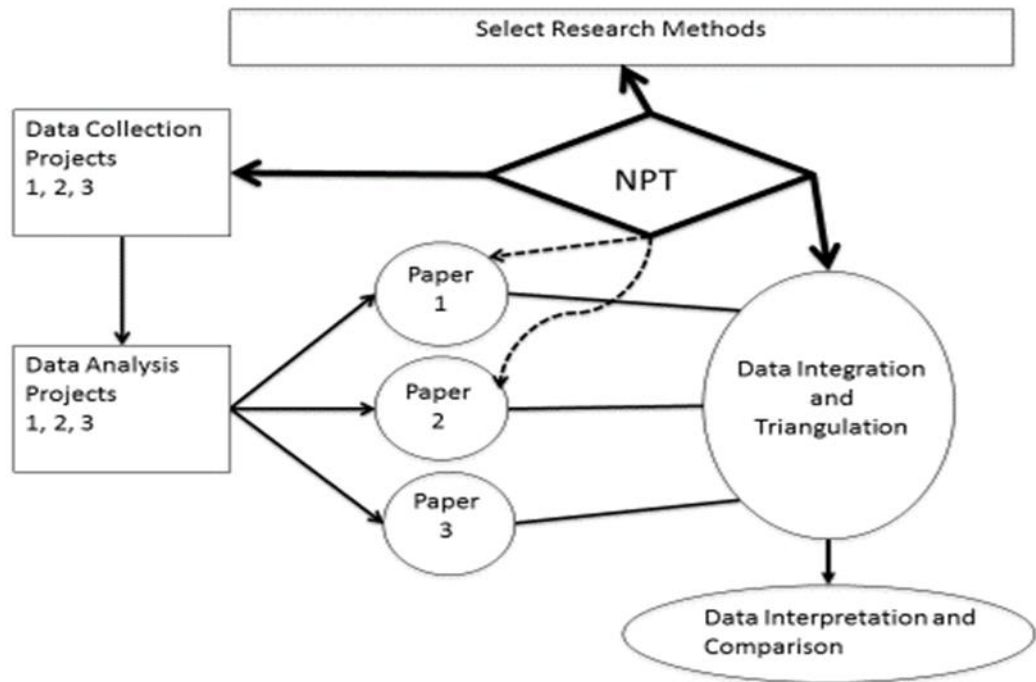 Select Research Methods
Data Collection
Projects
1, 2, 3
NPT
Paper
1
Data Analysis
Projects
1, 2, 3
Paper
2
Data Integration
and
Triangulation
Paper
3
Data Interpretation and
Comparison